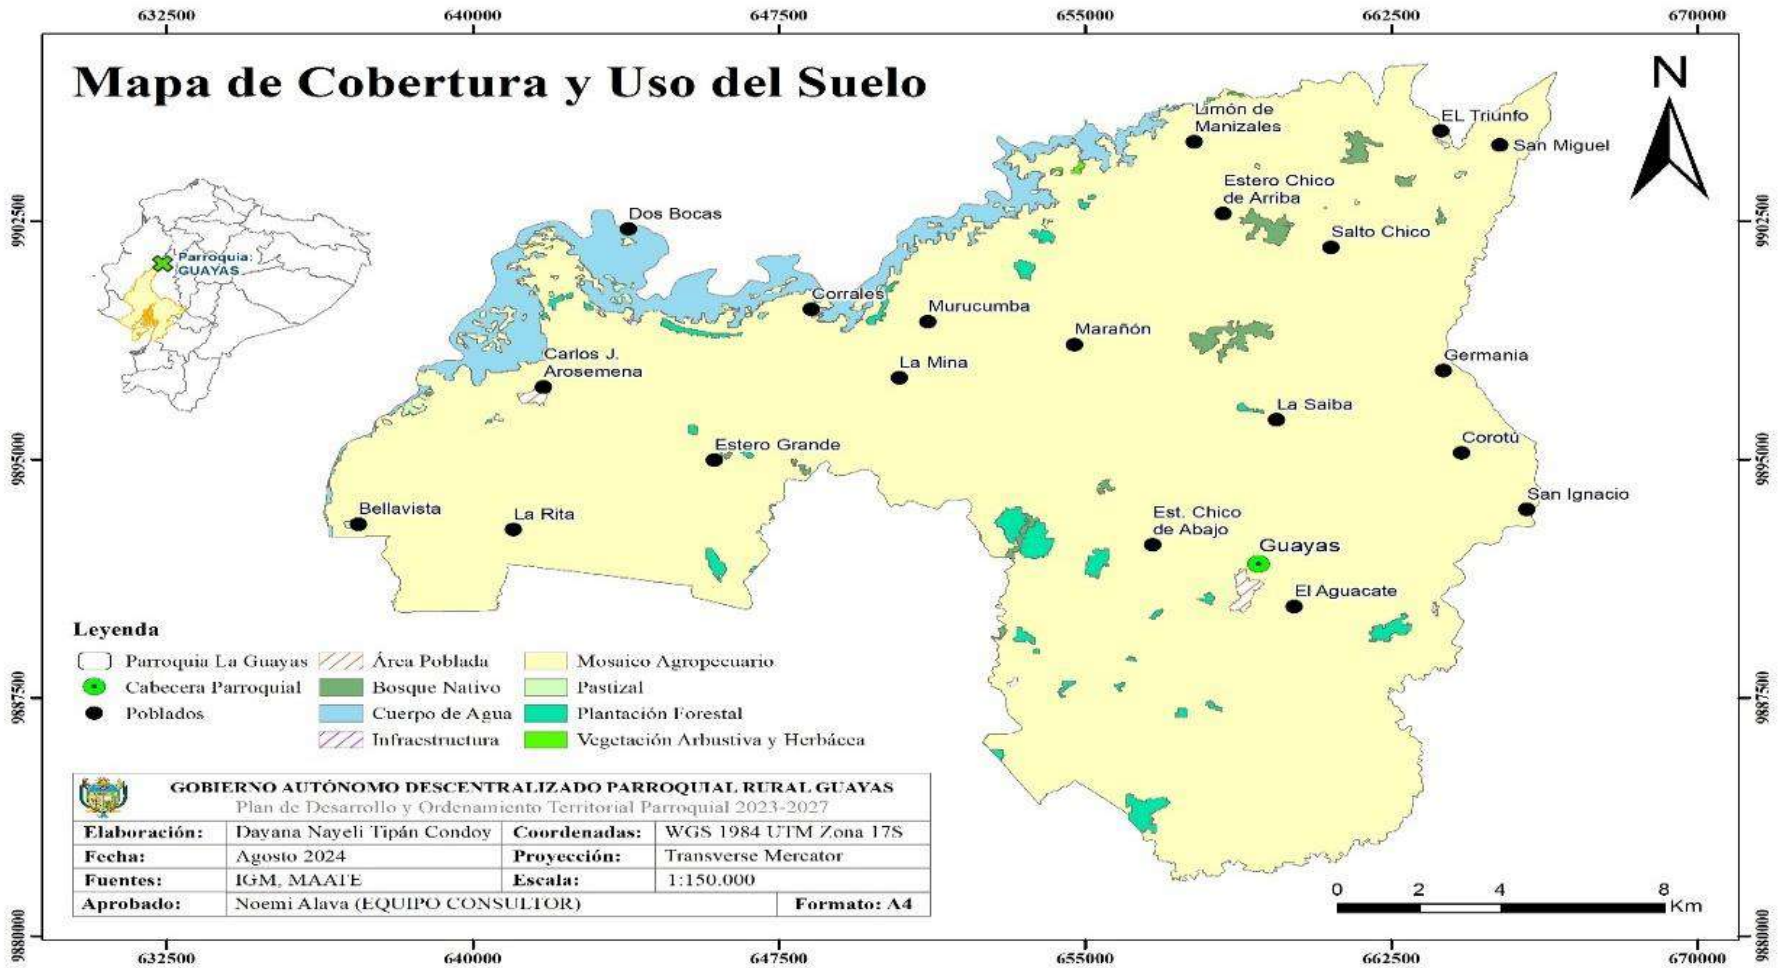 632500 640000 647500 655000 662500 670000
Mapa de Cobertura y Uso del Suelo
N
Limón de
Manizales
EL Triunfo
San Miguel
Estero Chico
de Arriba
9902500
9902500
Dos Bocas
Salto Chico
Parroquia:
GUAYAS
Corrales
Murucumba
Marañón
Carlos J.
Arosemena
La Mina
Germania
La Saiba
Estero Grande
Corotú
9895000
9895000
San Ignacio
Bellavista
La Rita
Est. Chico
de Abajo
Guayas
El Aguacate
Leyenda
Parroquia La Guayas
Cabecera Parroquial
Poblados
Área Poblada
Bosque Nativo
Cuerpo de Agua
Infraestructura
Mosaico Agropecuario
Pastizal
Plantación Forestal
Vegetación Arbustiva y Herbácea
9887500
9887500
GOBIERNO AUTÓNOMO DESCENTRALIZADO PARROQUIAL RURAL GUAYAS
Plan de Desarrollo y Ordenamiento Territorial Parroquial 2023-2027
Elaboración: Dayana Nayeli Tipán Condoy Coordenadas: WGS 1984 UTM Zona 17S
Fecha: Agosto 2024 Proyección: Transverse Mercator
Fuentes: IGM, MAATE Escala: 1:150.000
Aprobado: Noemi Alava (EQUIPO CONSULTOR) Formato: A4
0 2 4 8
Km
9880000
9880000
632500 640000 647500 655000 662500 670000